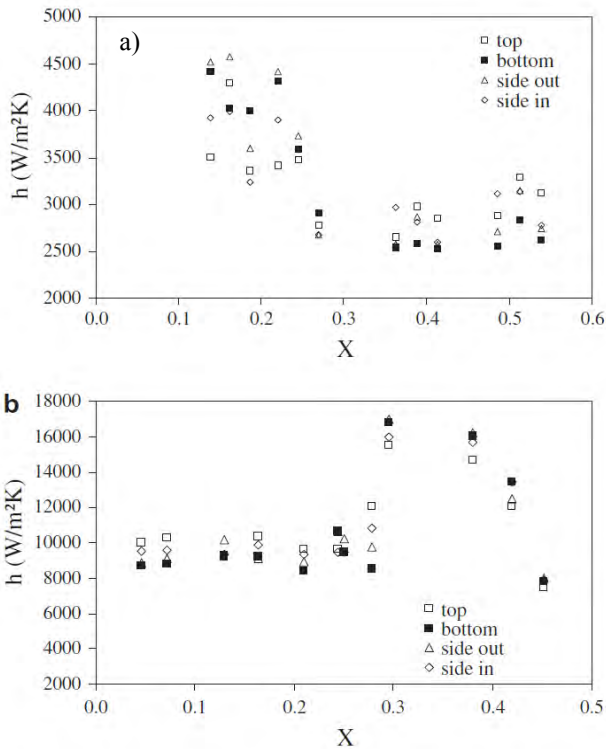 a)
5000
4500
4000
3500
3000
2500
2000
h (W/m²K)
top
bottom
side out
side in
0.0 0.1 0.2 0.3 0.4 0.5 0.6
X
b
18000
16000
14000
12000
10000
8000
6000
4000
2000
h (W/m²K)
top
bottom
side out
side in
0.0 0.1 0.2 0.3 0.4 0.5
X